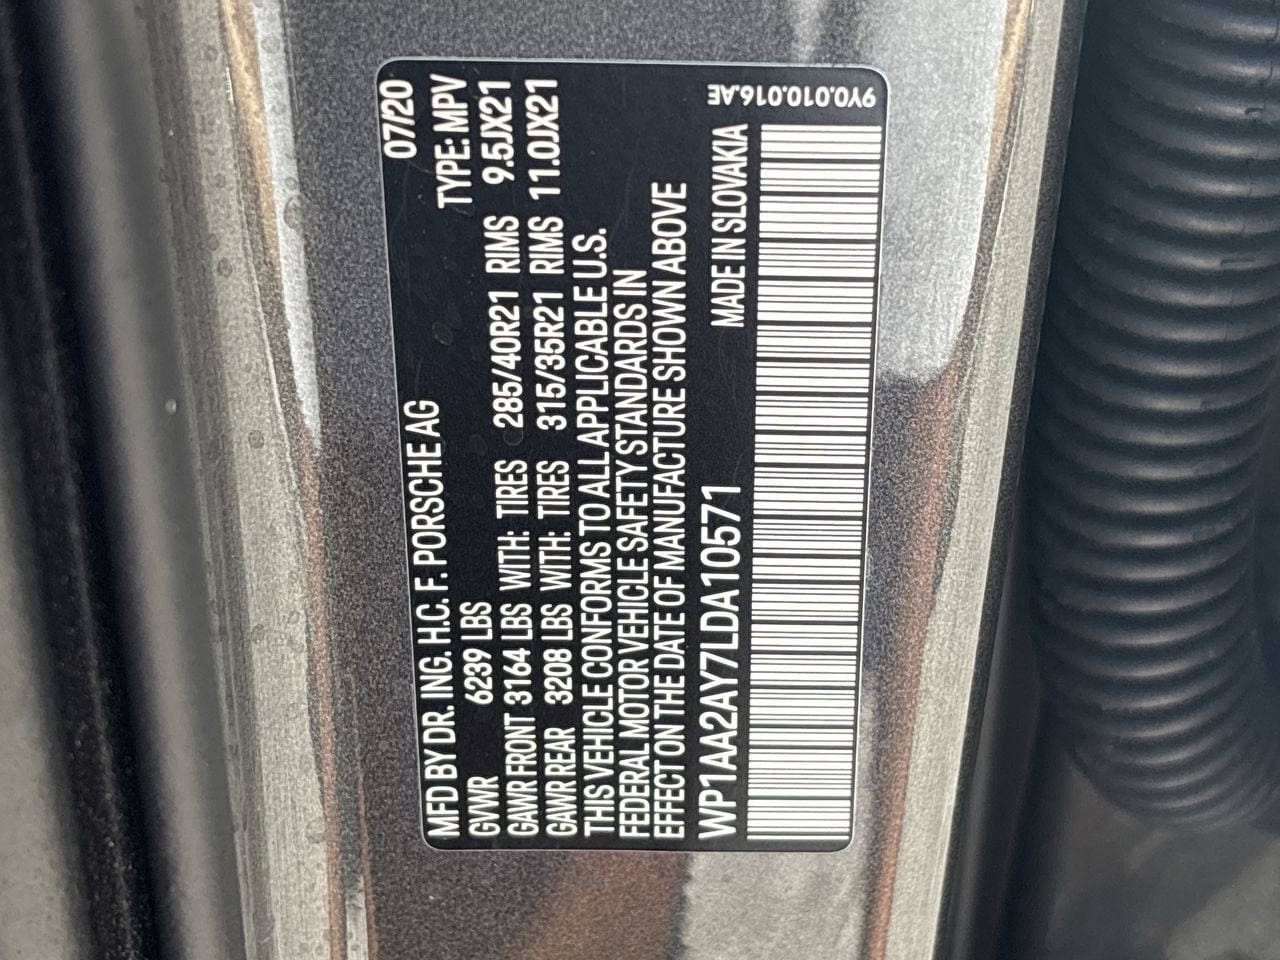 MFD BY DR. ING. H.C. F. PORSCHE AG 07/20
GVWR 6239 LBS TYPE: MPV
GAWR FRONT 3164 LBS WITH: TIRES 285/40R21 RIMS 9.5JX21
GAWR REAR 3208 LBS WITH: TIRES 315/35R21 RIMS 11.0JX21
THIS VEHICLE CONFORMS TO ALL APPLICABLE U.S.
FEDERAL MOTOR VEHICLE SAFETY STANDARDS IN
EFFECT ON THE DATE OF MANUFACTURE SHOWN ABOVE
WP1AA2AY7LDA10571 MADE IN SLOVAKIA
9Y0.010.016.AE